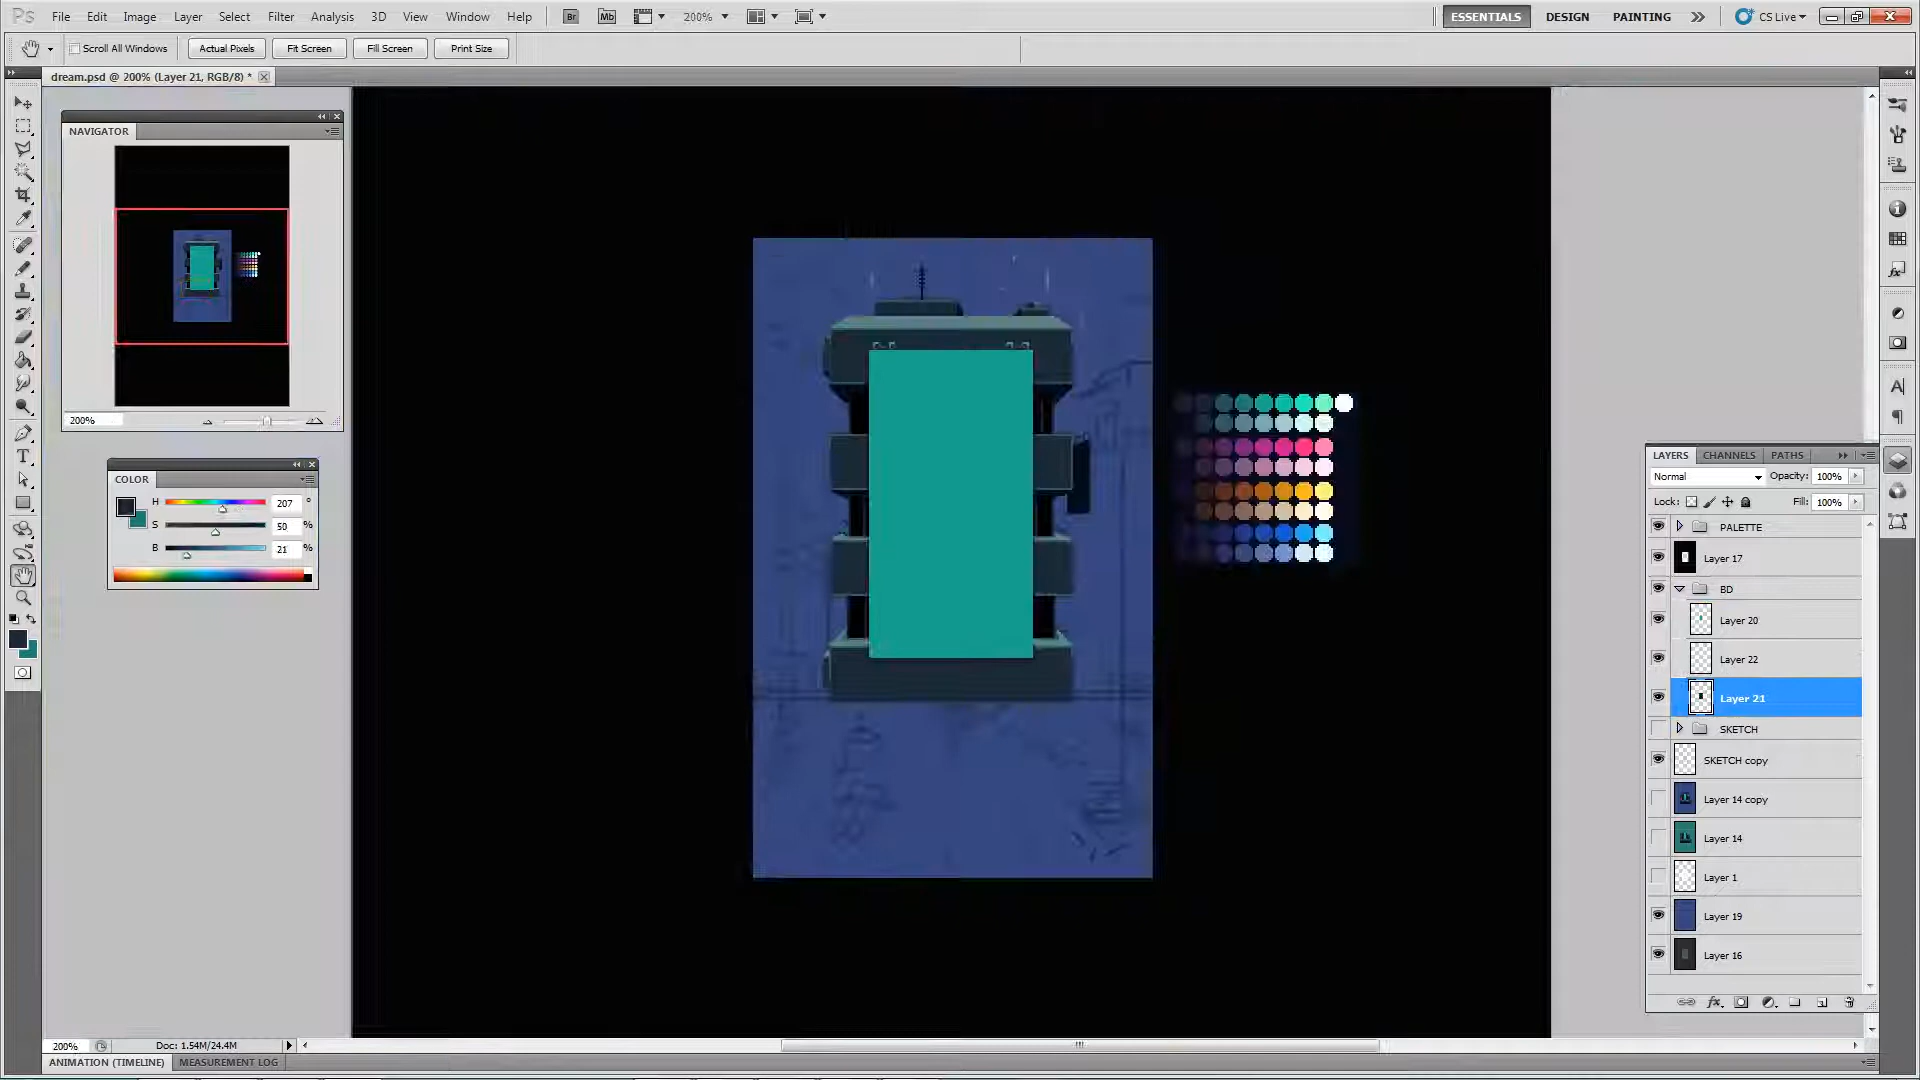 Ps File Edit Image Layer Select Filter Analysis 3D View Window Help Br Mb 200% ESSENTIALS DESIGN PAINTING CS Live
Scroll All Windows Actual Pixels Fit Screen Fill Screen Print Size
dream.psd @ 200% (Layer 21, RGB/8) *
NAVIGATOR
200%
COLOR
H 207 °
S 50 %
B 21 %
LAYERS CHANNELS PATHS
Normal Opacity: 100%
Lock: Fill: 100%
PALETTE
Layer 17
BD
Layer 20
Layer 22
Layer 21
SKETCH
SKETCH copy
Layer 14 copy
Layer 14
Layer 1
Layer 19
Layer 16
200% Doc: 1.54M/24.4M
ANIMATION (TIMELINE) MEASUREMENT LOG